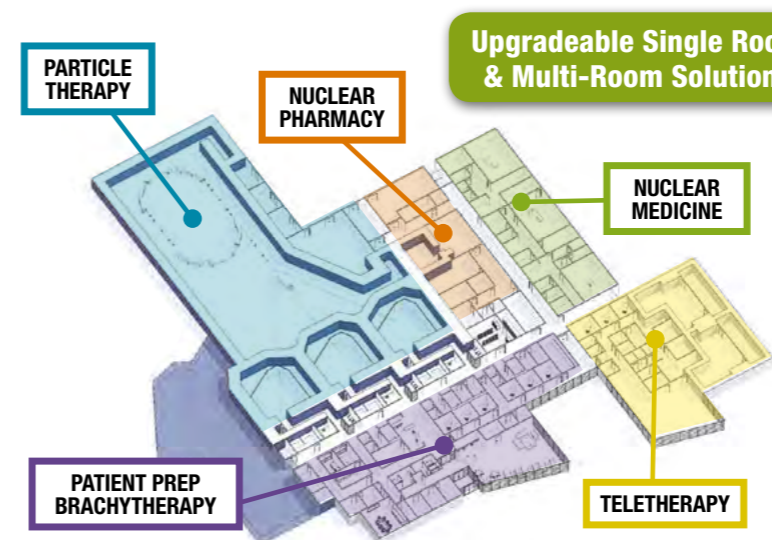 Upgradeable Single Roo
& Multi-Room Solution
PARTICLE
THERAPY
NUCLEAR
PHARMACY
NUCLEAR
MEDICINE
PATIENT PREP
BRACHYTHERAPY
TELETHERAPY